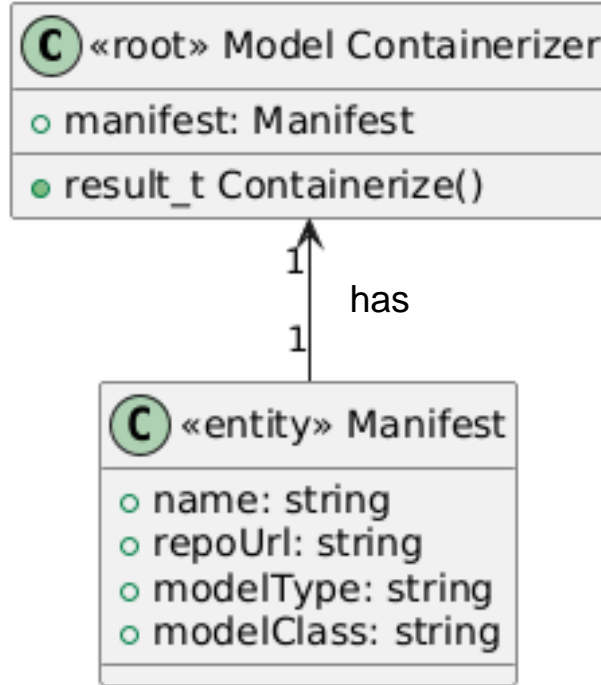 C «root» Model Containerizer
manifest: Manifest
result_t Containerize()
1
has
1
C «entity» Manifest
name: string
repoUrl: string
modelType: string
modelClass: string